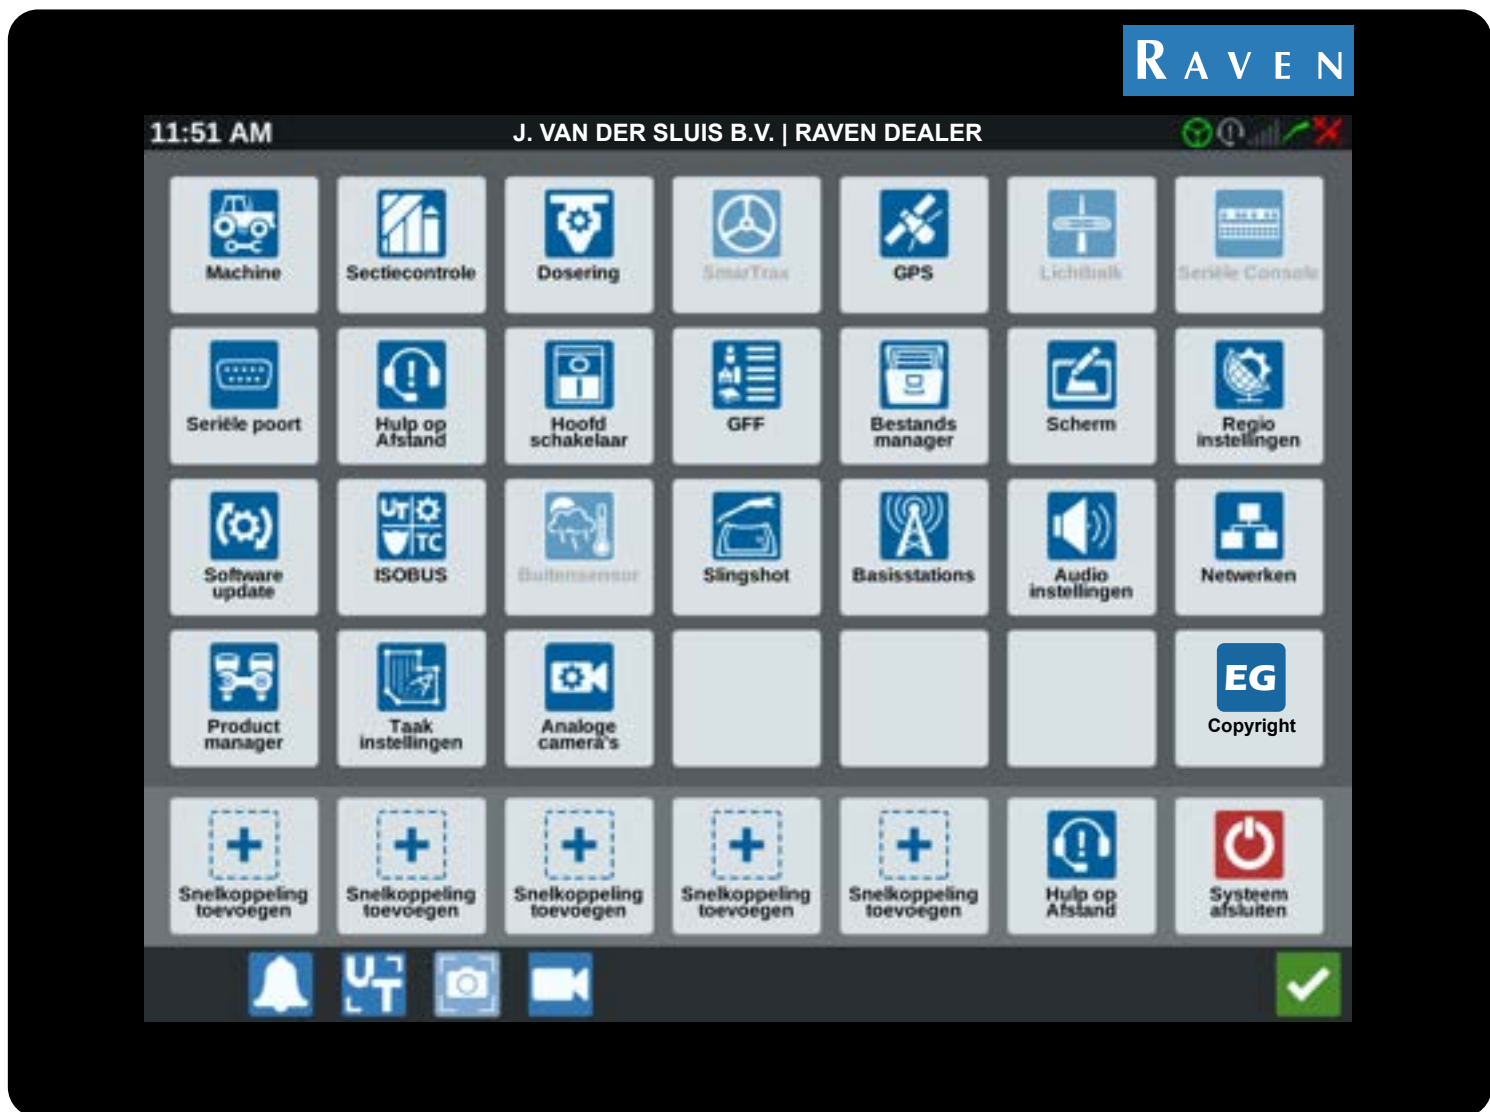 RAVEN
11:51 AM
J. VAN DER SLUIS B.V. | RAVEN DEALER
Machine
Sectiecontrole
Dosering
SmarTrax
GPS
Lichtbalk
Seriële Console
Seriële poort
Hulp op
Afstand
Hoofd
schakelaar
GFF
Bestands
manager
Scherm
Regio
instellingen
Software
update
UT
TC
ISOBUS
Buitensensor
Slingshot
Basisstations
Audio
instellingen
Netwerken
Product
manager
Taak
instellingen
Analoge
camera's
EG
Copyright
Snelkoppeling
toevoegen
Snelkoppeling
toevoegen
Snelkoppeling
toevoegen
Snelkoppeling
toevoegen
Snelkoppeling
toevoegen
Hulp op
Afstand
Systeem
afsluiten
UT